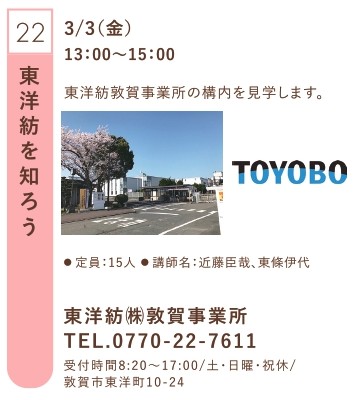 22
東洋紡を知ろう
3/3(金)
13:00〜15:00
東洋紡敦賀事業所の構内を見学します。
TOYOBO
●定員:15人 ●講師名:近藤臣哉、東條伊代
東洋紡㈱敦賀事業所
TEL.0770-22-7611
受付時間8:20〜17:00/土・日曜・祝休/
敦賀市東洋町10-24